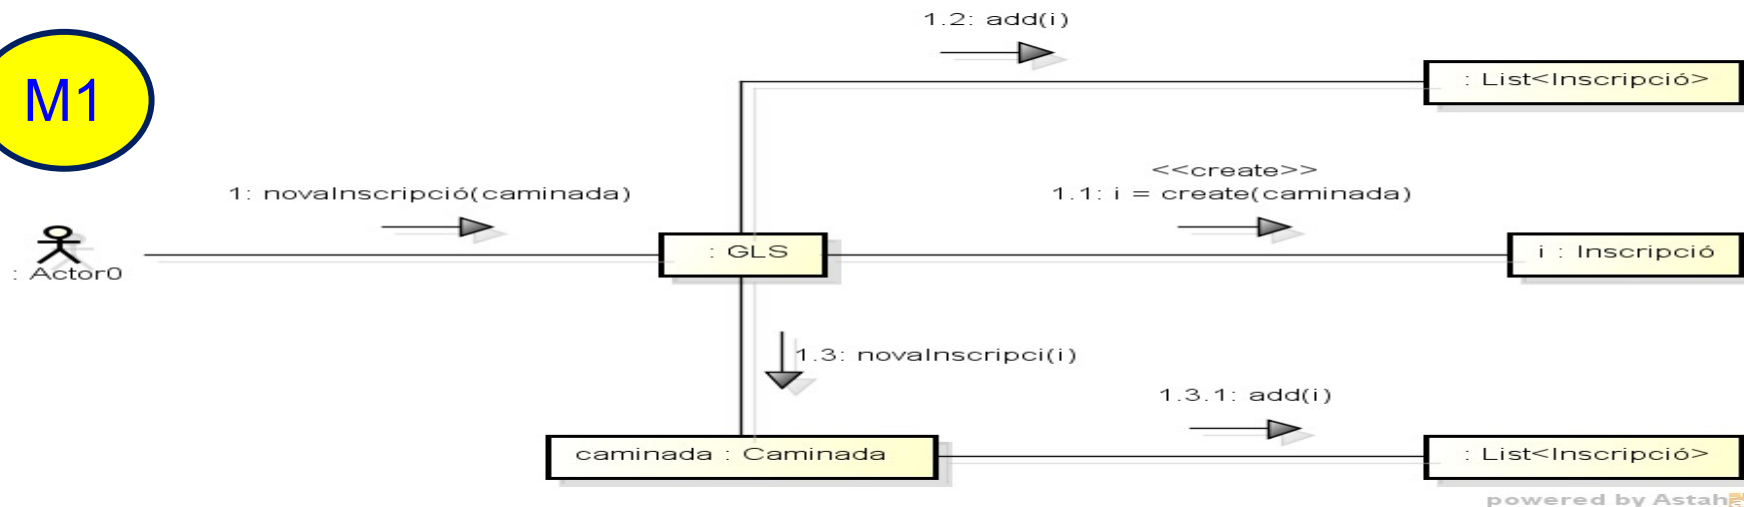 1.2: add(i)
: List<Inscripció>
M1
<<create>>
1: novaInscripció(caminada)
1.1: i = create(caminada)
: Actor0
: GLS
i : Inscripció
1.3: novaInscripci(i)
1.3.1: add(i)
caminada : Caminada
: List<Inscripció>
powered by Astah